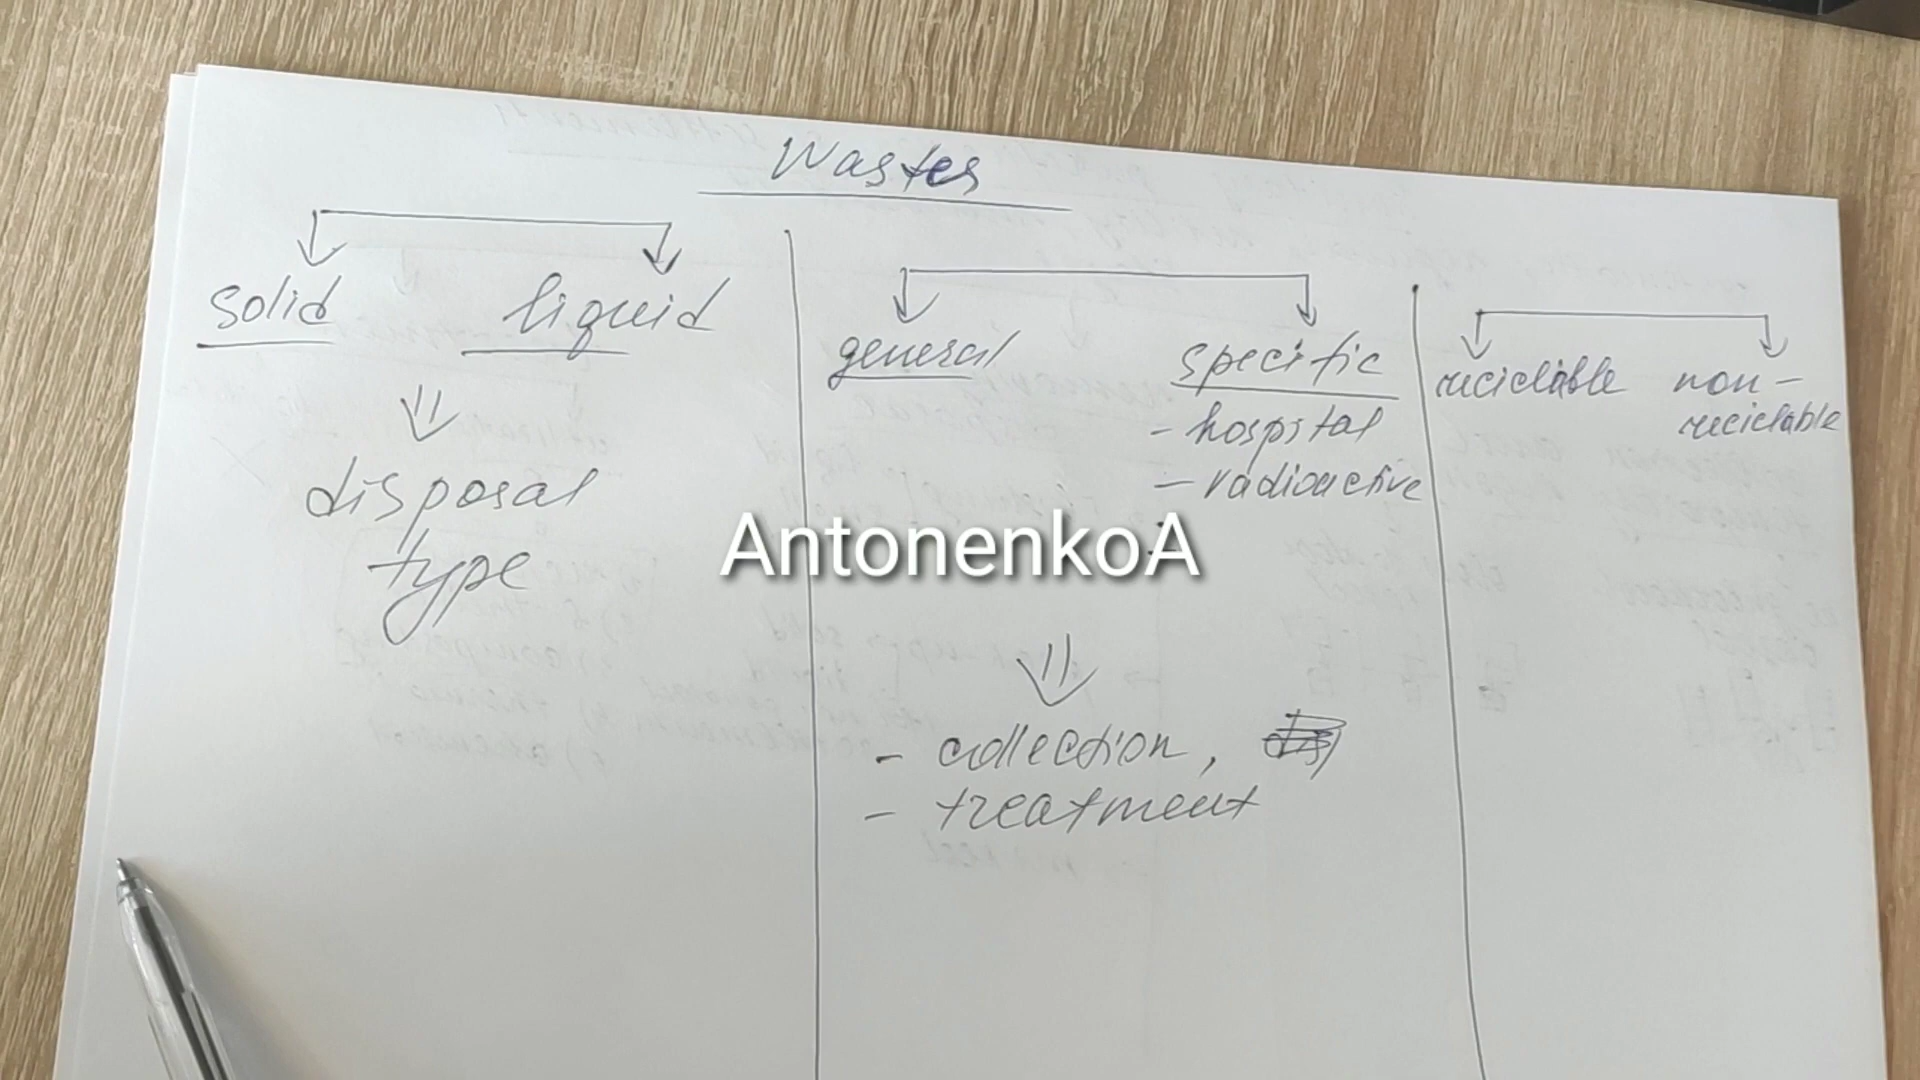 Wastes
solid liquid
disposal
type
general specific
- hospital
- radioactive
- collection,
- treatment
reciclable non-
reciclable
AntonenkoA